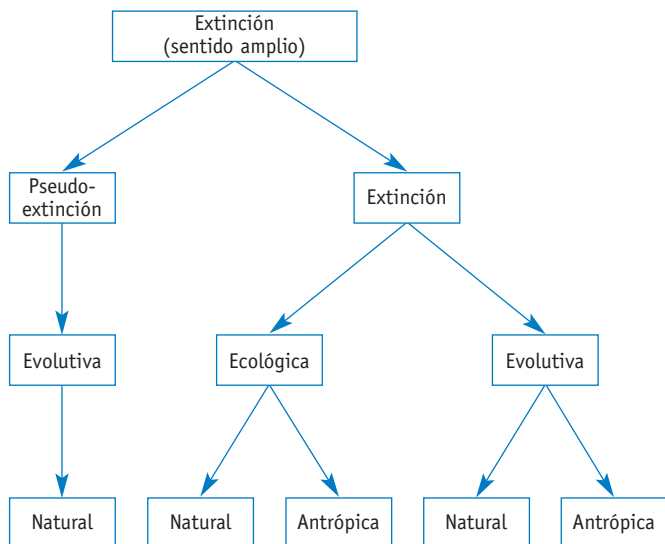 Extinción
(sentido amplio)
Pseudo-
extinción
Extinción
Evolutiva
Ecológica
Evolutiva
Natural
Natural
Antrópica
Natural
Antrópica